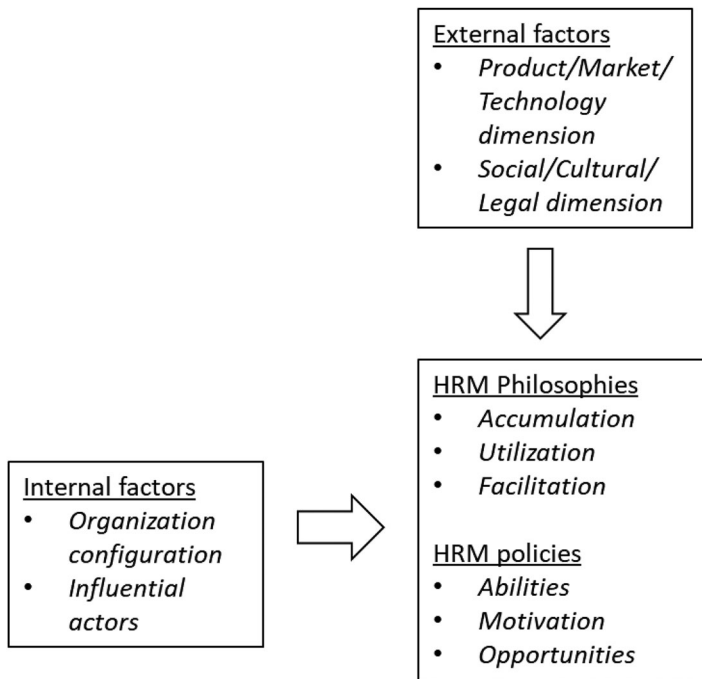 External factors
• Product/Market/
Technology
dimension
• Social/Cultural/
Legal dimension
HRM Philosophies
• Accumulation
• Utilization
• Facilitation
HRM policies
• Abilities
• Motivation
• Opportunities
Internal factors
• Organization
configuration
• Influential
actors